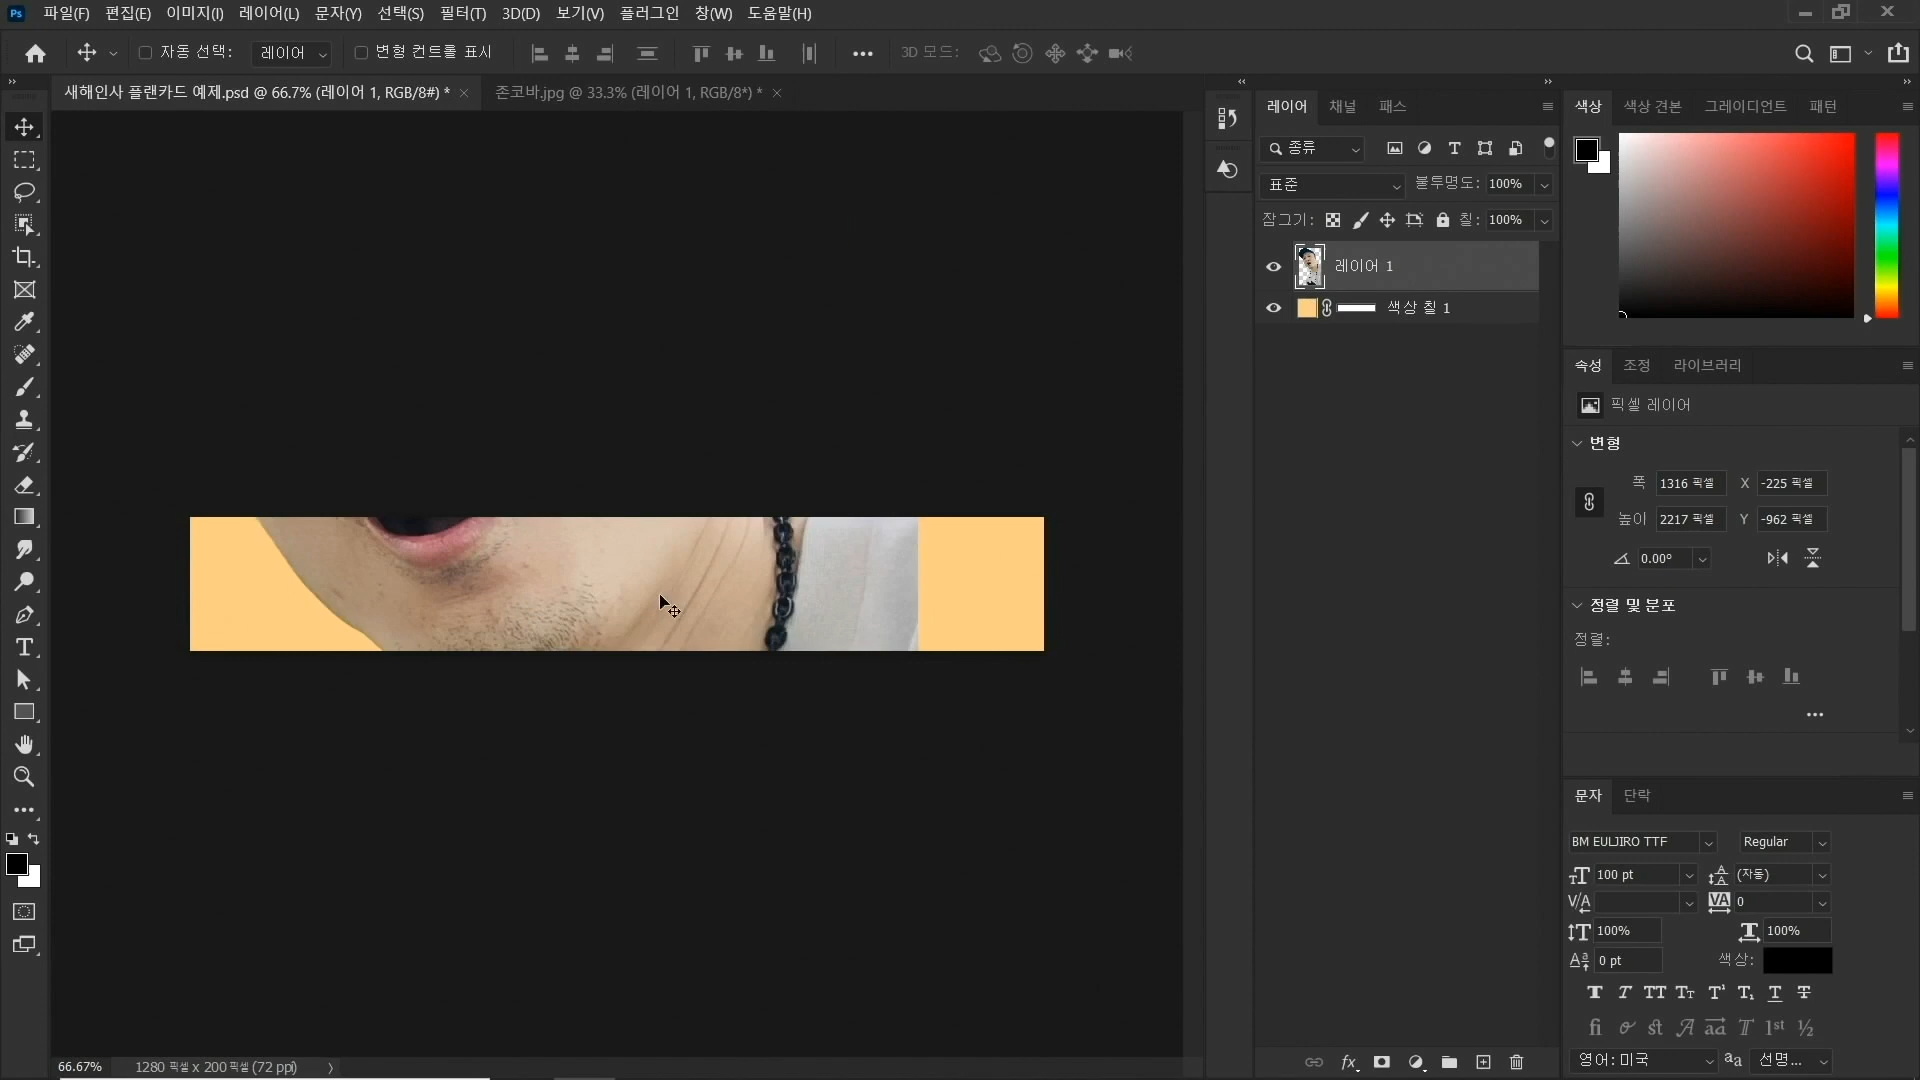 Ps 파일(F) 편집(E) 이미지(I) 레이어(L) 문자(Y) 선택(S) 필터(T) 3D(D) 보기(V) 플러그인 창(W) 도움말(H)
자동 선택: 레이어 변형 컨트롤 표시 3D 모드:
새해인사 플랜카드 예제.psd @ 66.7% (레이어 1, RGB/8#) * 존코바.jpg @ 33.3% (레이어 1, RGB/8*) *
레이어 채널 패스
종류
표준 불투명도: 100%
잠그기: 칠: 100%
레이어 1
색상 칠 1
색상 색상 견본 그레이디언트 패턴
속성 조정 라이브러리
픽셀 레이어
변형
폭 1316 픽셀 X -225 픽셀
높이 2217 픽셀 Y -962 픽셀
0.00°
정렬 및 분포
정렬:
문자 단락
BM EULJIRO TTF Regular
100 pt (자동)
0
100% 100%
0 pt 색상:
영어: 미국 aa 선명...
66.67% 1280 픽셀 x 200 픽셀 (72 ppi)